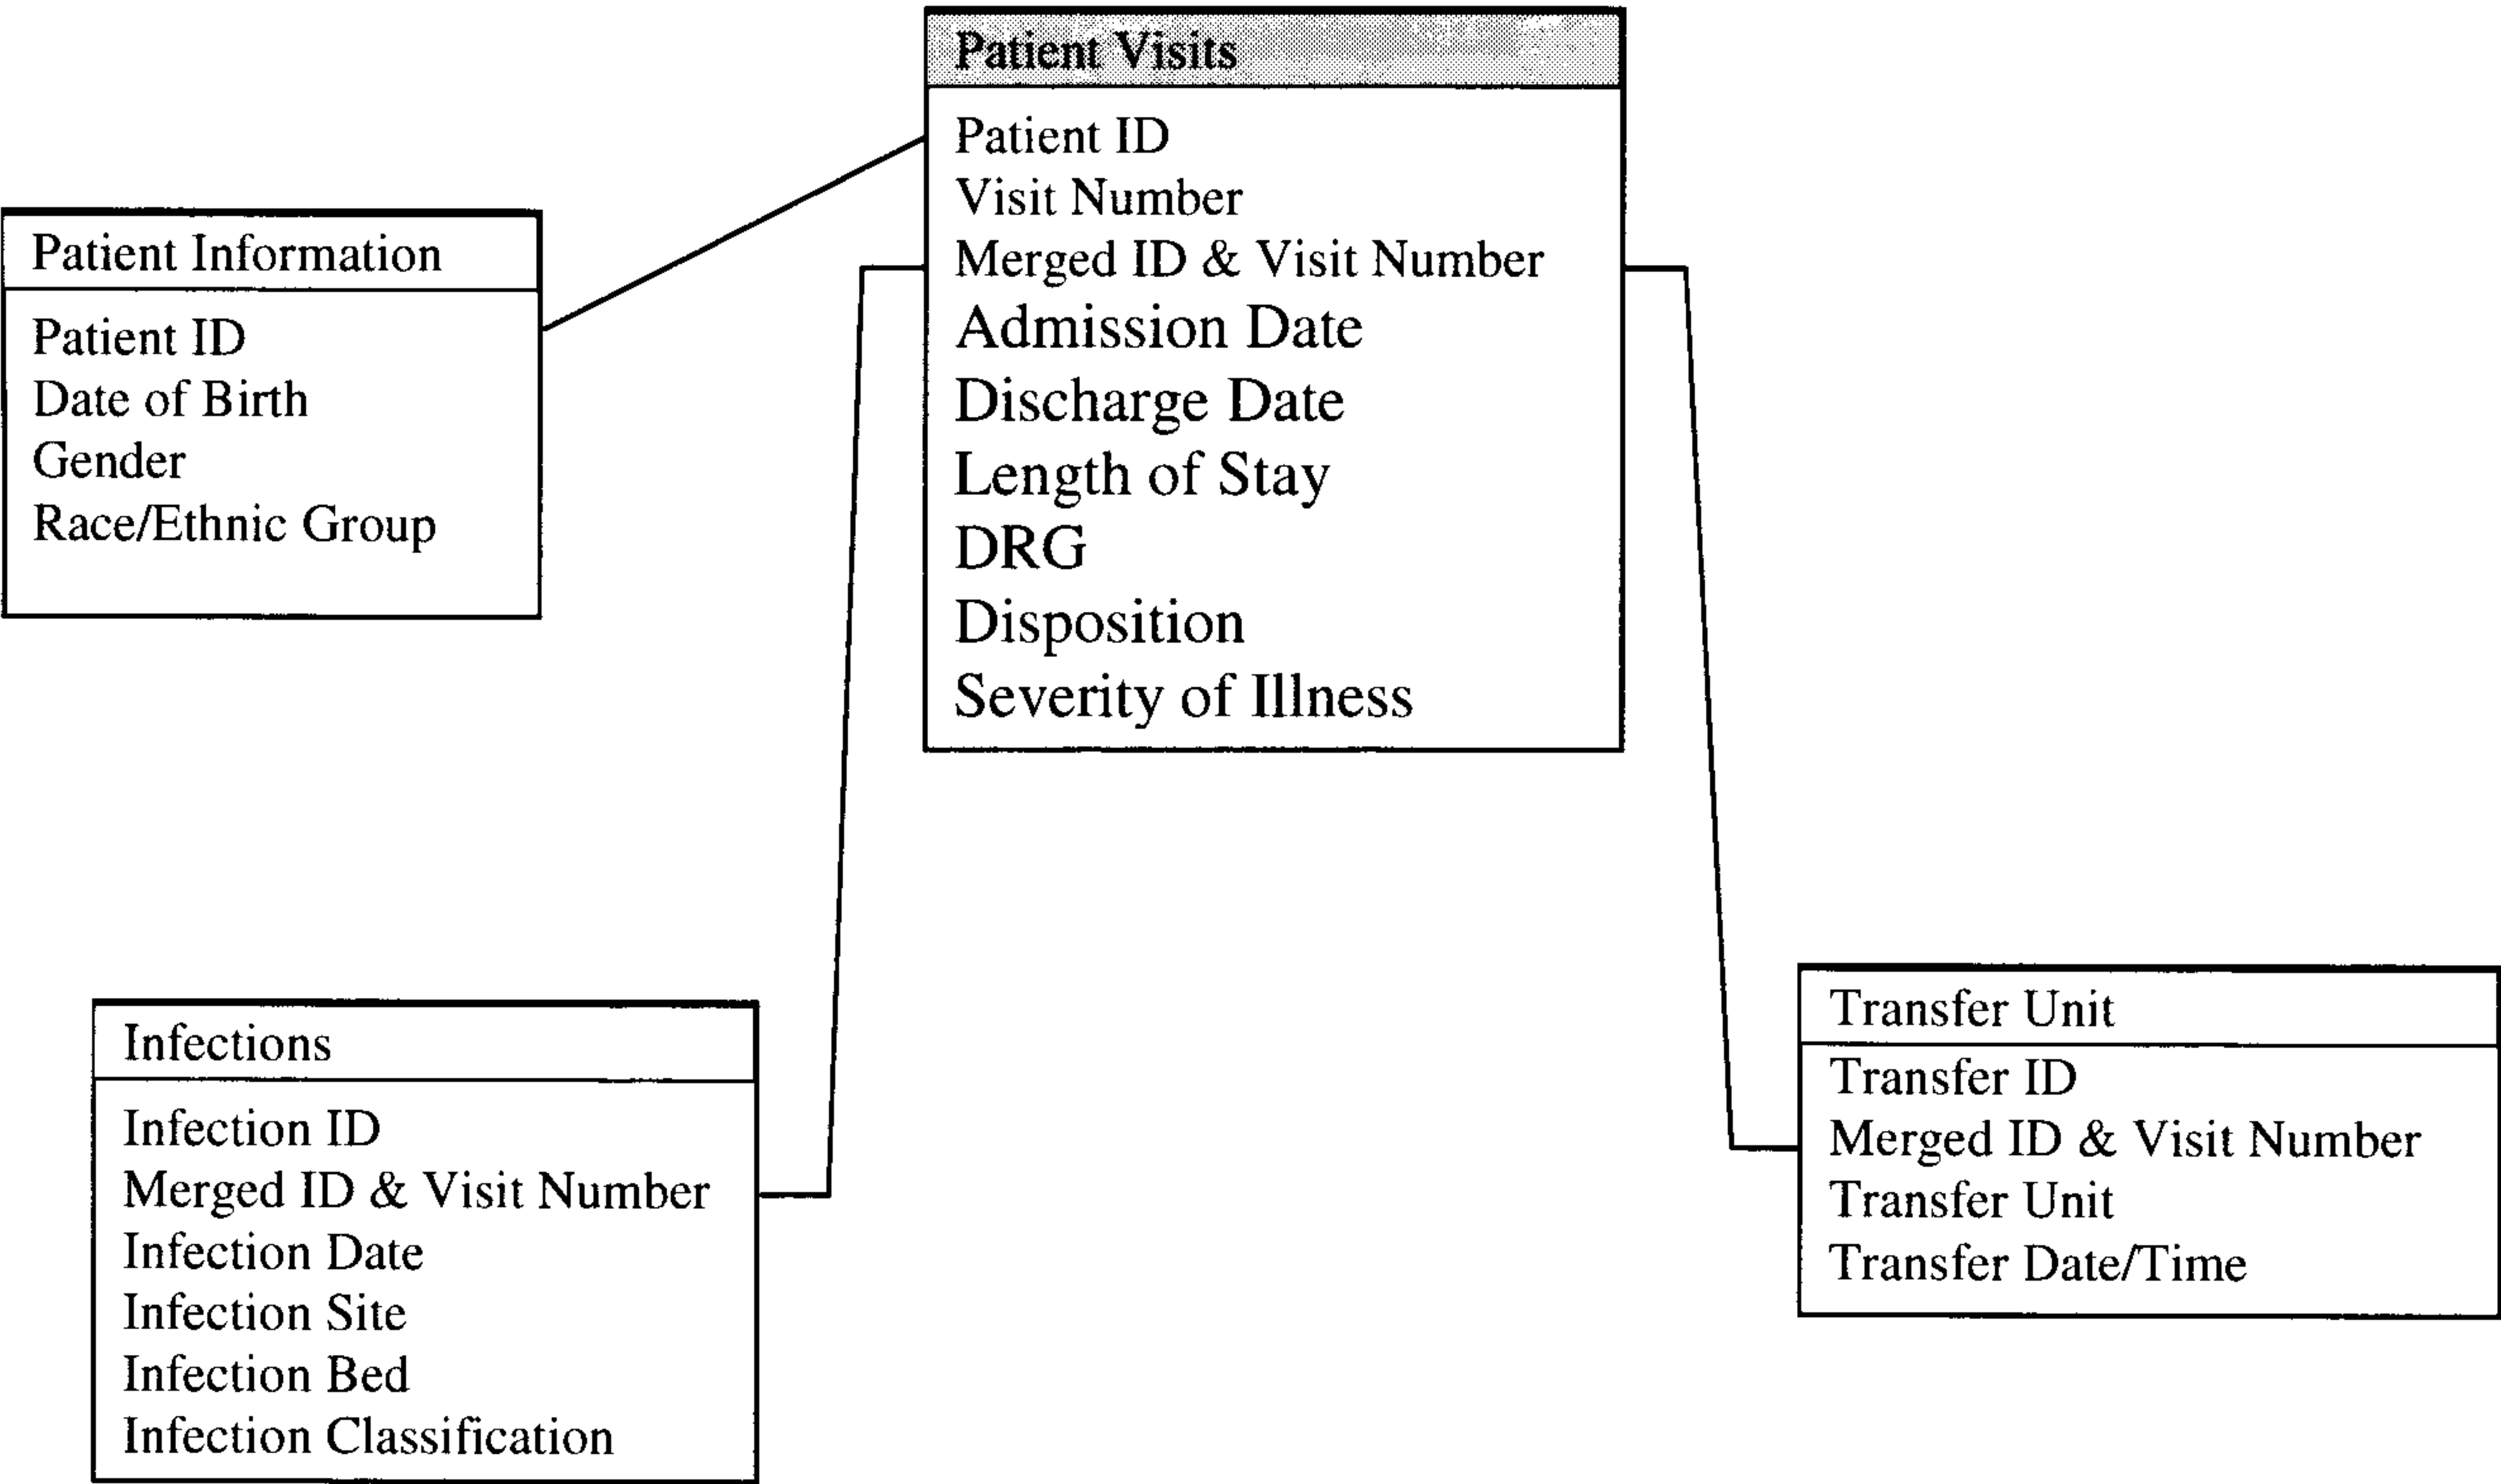 Patient Visits
Patient ID
Visit Number
Merged ID & Visit Number
Admission Date
Discharge Date
Length of Stay
DRG
Disposition
Severity of Illness
Patient Information
Patient ID
Date of Birth
Gender
Race/Ethnic Group
Infections
Infection ID
Merged ID & Visit Number
Infection Date
Infection Site
Infection Bed
Infection Classification
Transfer Unit
Transfer ID
Merged ID & Visit Number
Transfer Unit
Transfer Date/Time